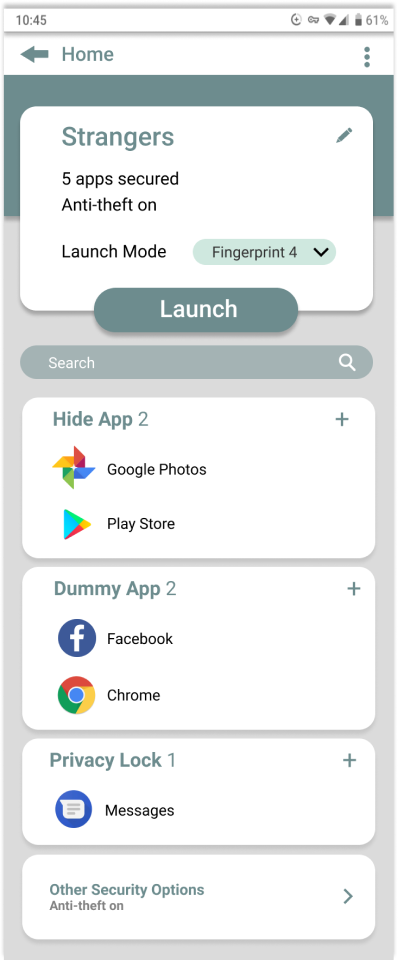 10:45
61%
Home
Strangers
5 apps secured
Anti-theft on
Launch Mode
Fingerprint 4
Launch
Search
Hide App 2
+
Google Photos
Play Store
Dummy App 2
+
Facebook
Chrome
Privacy Lock 1
+
Messages
Other Security Options
Anti-theft on